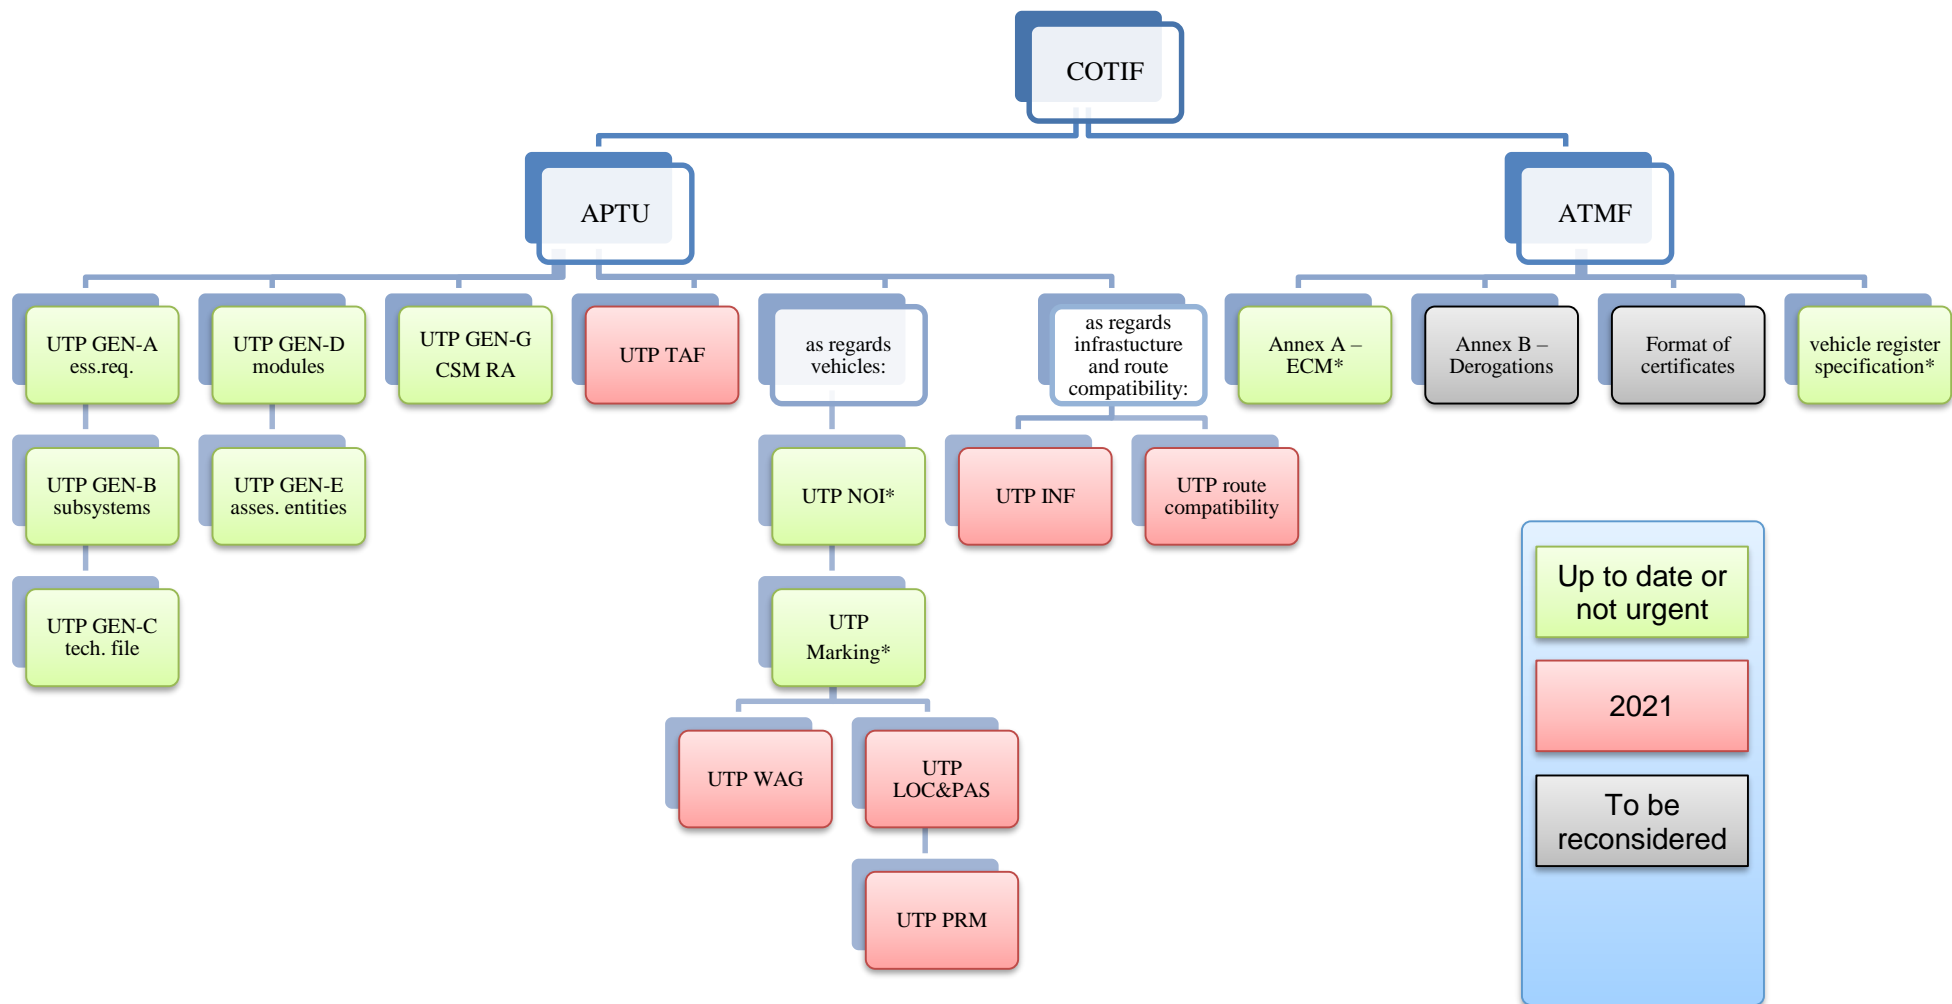 COTIF
APTU
ATMF
UTP GEN-A
ess.req.
UTP GEN-D
modules
UTP GEN-G
CSM RA
UTP TAF
as regards
vehicles:
as regards
infrastucture
and route
compatibility:
Annex A –
ECM*
Annex B –
Derogations
Format of
certificates
vehicle register
specification*
UTP GEN-B
subsystems
UTP GEN-E
asses. entities
UTP NOI*
UTP INF
UTP route
compatibility
UTP GEN-C
tech. file
UTP
Marking*
UTP WAG
UTP
LOC&PAS
UTP PRM
Up to date or
not urgent
2021
To be
reconsidered